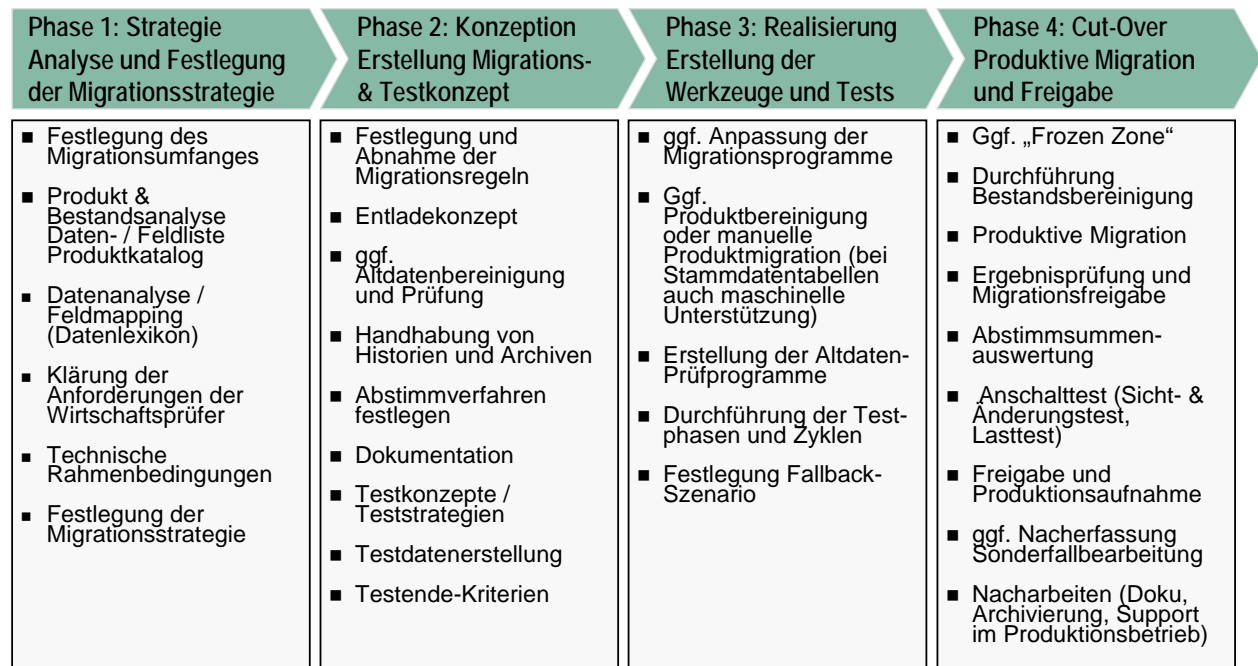 Phase 1: Strategie
Analyse und Festlegung
der Migrationsstrategie
Festlegung des
Migrationsumfanges
Produkt &
Bestandsanalyse
Daten- / Feldliste
Produktkatalog
Datenanalyse /
Feldmapping
(Datenlexikon)
Klärung der
Anforderungen der
Wirtschaftsprüfer
Technische
Rahmenbedingungen
Festlegung der
Migrationsstrategie
Phase 2: Konzeption
Erstellung Migrations-
& Testkonzept
Festlegung und
Abnahme der
Migrationsregeln
Entladekonzept
ggf.
Altdatenbereinigung
und Prüfung
Handhabung von
Historien und Archiven
Abstimmverfahren
festlegen
Dokumentation
Testkonzepte /
Teststrategien
Testdatenerstellung
Testende-Kriterien
Phase 3: Realisierung
Erstellung der
Werkzeuge und Tests
ggf. Anpassung der
Migrationsprogramme
Ggf.
Produktbereinigung
oder manuelle
Produktmigration (bei
Stammdatentabellen
auch maschinelle
Unterstützung)
Erstellung der Altdaten-
Prüfprogramme
Durchführung der Test-
phasen und Zyklen
Festlegung Fallback-
Szenario
Phase 4: Cut-Over
Produktive Migration
und Freigabe
Ggf. „Frozen Zone“
Durchführung
Bestandsbereinigung
Produktive Migration
Ergebnisprüfung und
Migrationsfreigabe
Abstimmsummen-
auswertung
Anschalttest (Sicht- &
Änderungstest,
Lasttest)
Freigabe und
Produktionsaufnahme
ggf. Nacherfassung
Sonderfallbearbeitung
Nacharbeiten (Doku,
Archivierung, Support
im Produktionsbetrieb)